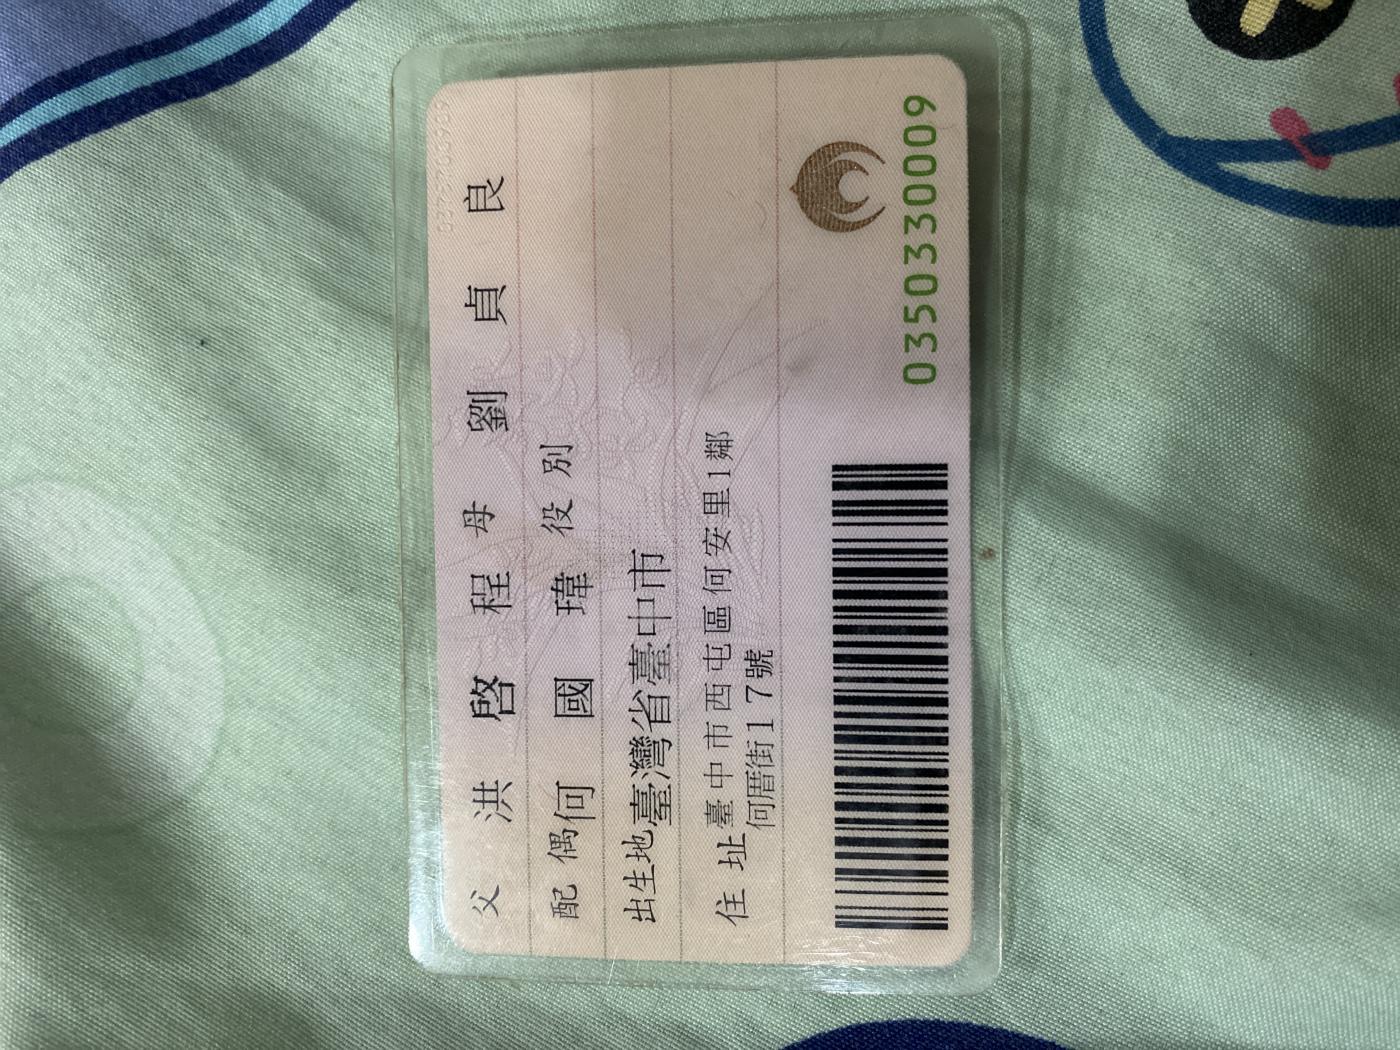 父 洪 啓 程 母 劉 貞 良
配偶 何 國 瑋 役別
出生地 臺灣省臺中市
住址 臺中市西屯區何安里1鄰
何厝街17號
0350330009